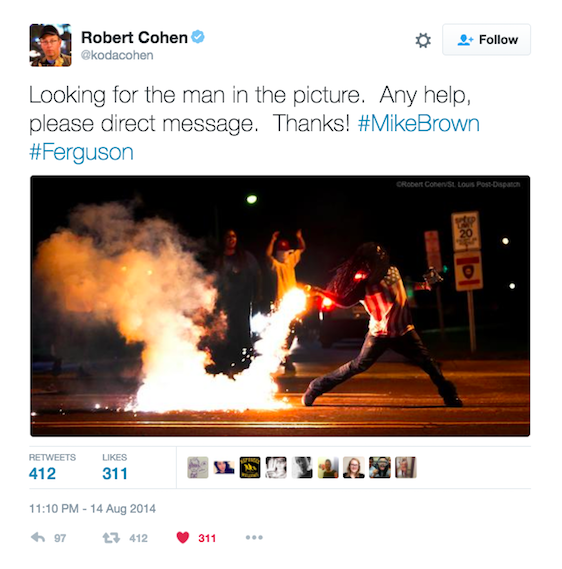 Robert Cohen
@kodacohen
Follow
Looking for the man in the picture.  Any help,
please direct message.  Thanks! #MikeBrown
#Ferguson
©Robert Cohen/St. Louis Post-Dispatch
SPEED
LIMIT
20
RETWEETS
412
LIKES
311
11:10 PM - 14 Aug 2014
97
412
311